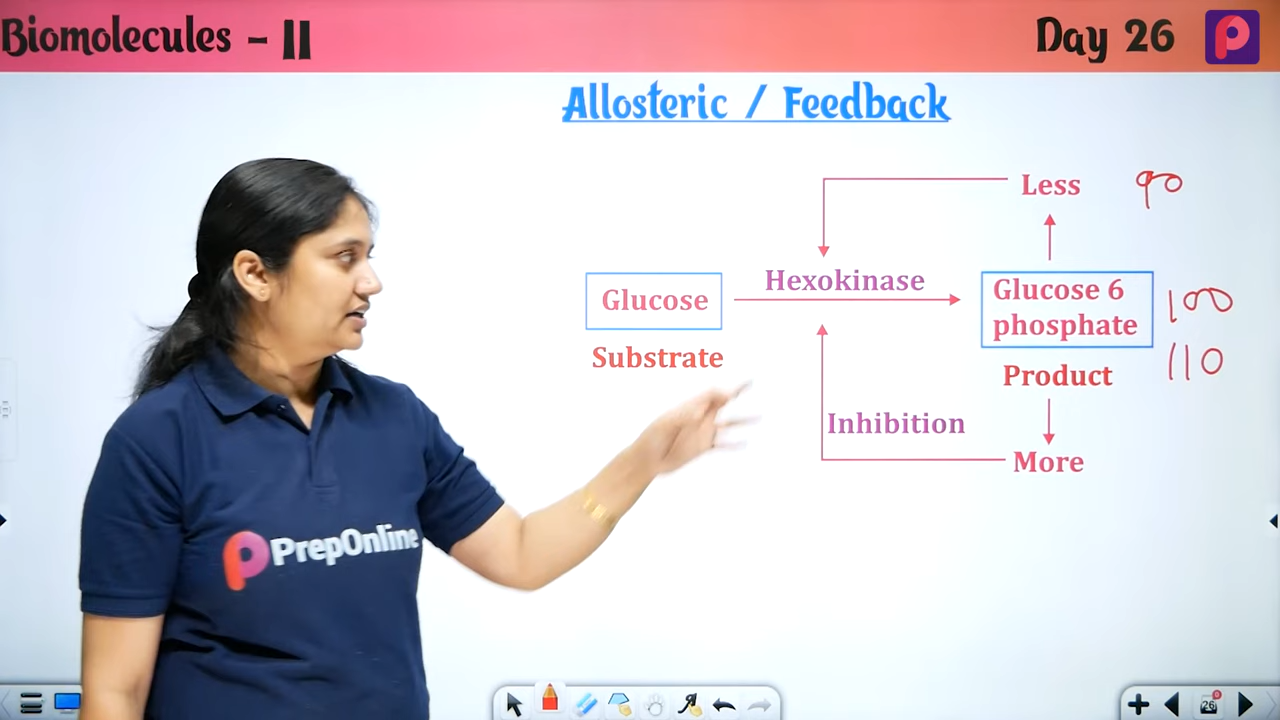 Biomolecules - II
Day 26
Allosteric / Feedback
Less 90
Hexokinase
Glucose
Glucose 6
phosphate
100
Substrate
Product
110
Inhibition
More
PrepOnline
26